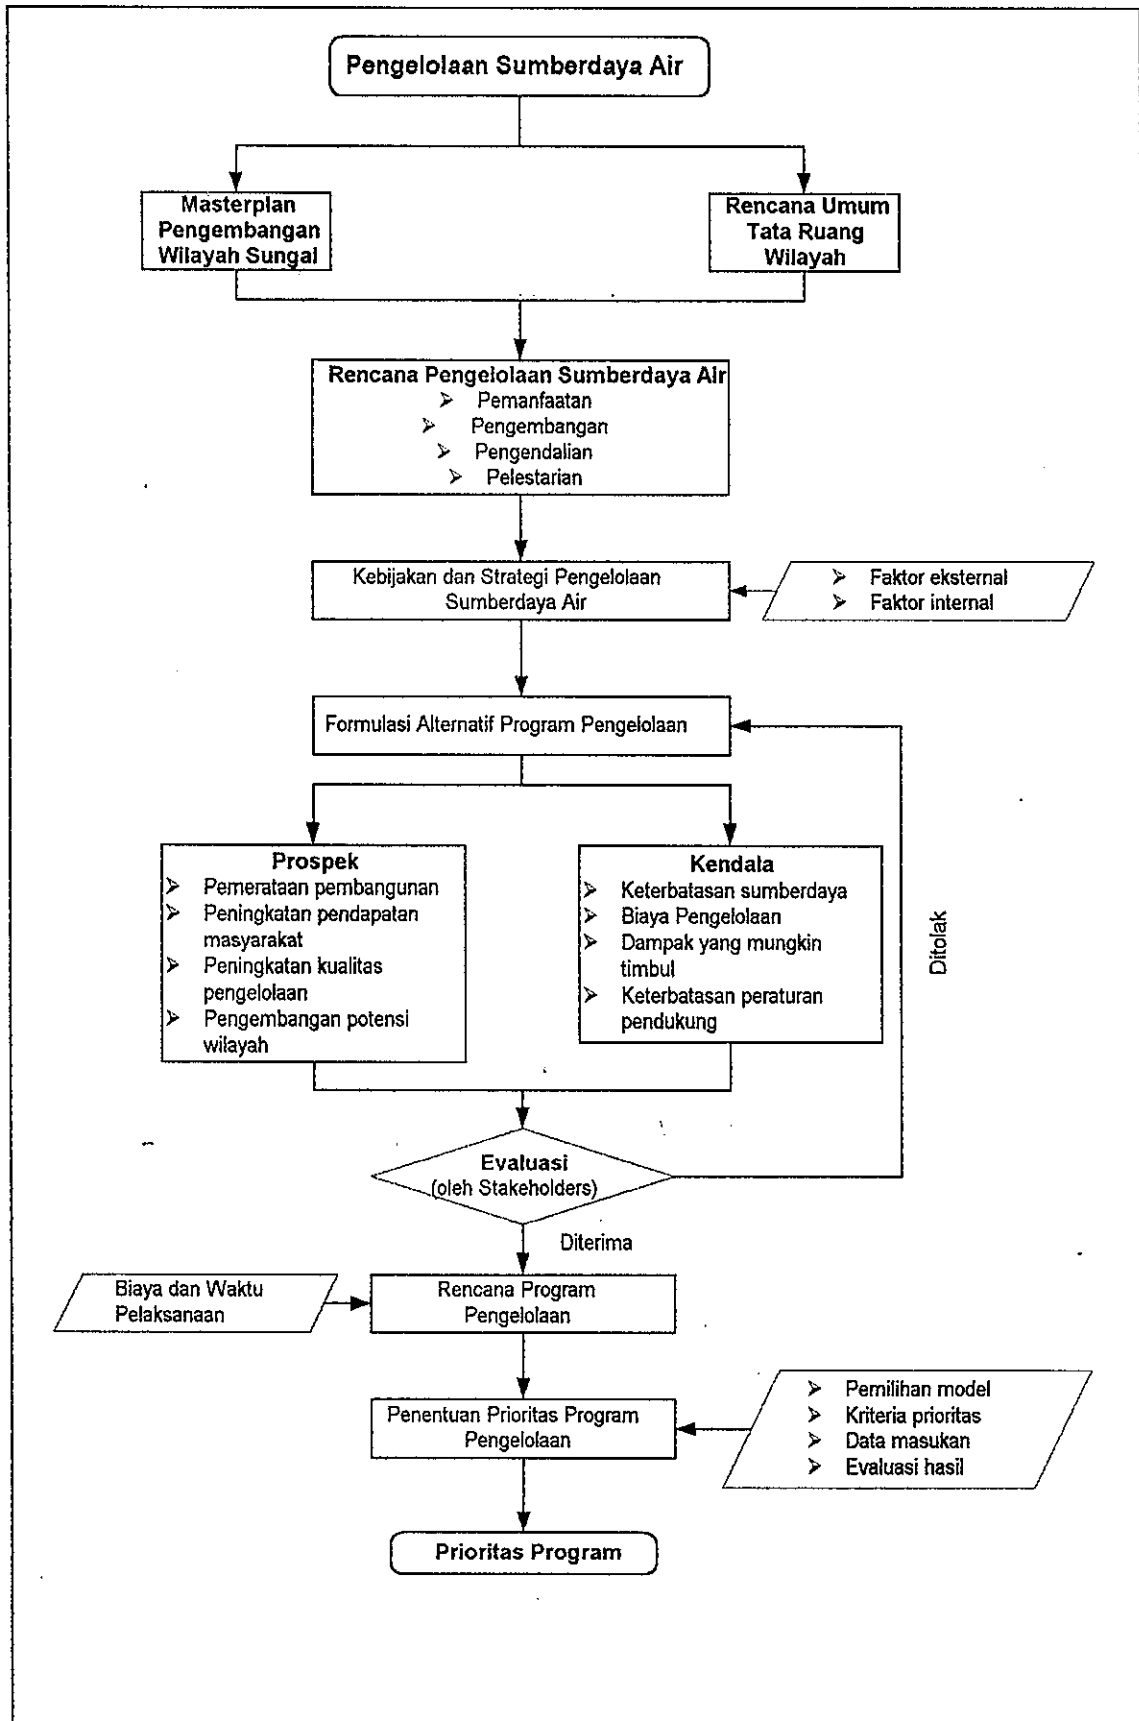 Pengelolaan Sumberdaya Air
Masterplan
Pengembangan
Wilayah Sungai
Rencana Umum
Tata Ruang
Wilayah
Rencana Pengelolaan Sumberdaya Air
➤ Pemanfaatan
➤ Pengembangan
➤ Pengendalian
➤ Pelestarian
Kebijakan dan Strategi Pengelolaan
Sumberdaya Air
➤ Faktor eksternal
➤ Faktor internal
Formulasi Alternatif Program Pengelolaan
Prospek
➤ Pemerataan pembangunan
➤ Peningkatan pendapatan
masyarakat
➤ Peningkatan kualitas
pengelolaan
➤ Pengembangan potensi
wilayah
Kendala
➤ Keterbatasan sumberdaya
➤ Biaya Pengelolaan
➤ Dampak yang mungkin
timbul
➤ Keterbatasan peraturan
pendukung
Ditolak
Evaluasi
(oleh Stakeholders)
Diterima
Biaya dan Waktu
Pelaksanaan
Rencana Program
Pengelolaan
Penentuan Prioritas Program
Pengelolaan
➤ Pemilihan model
➤ Kriteria prioritas
➤ Data masukan
➤ Evaluasi hasil
Prioritas Program